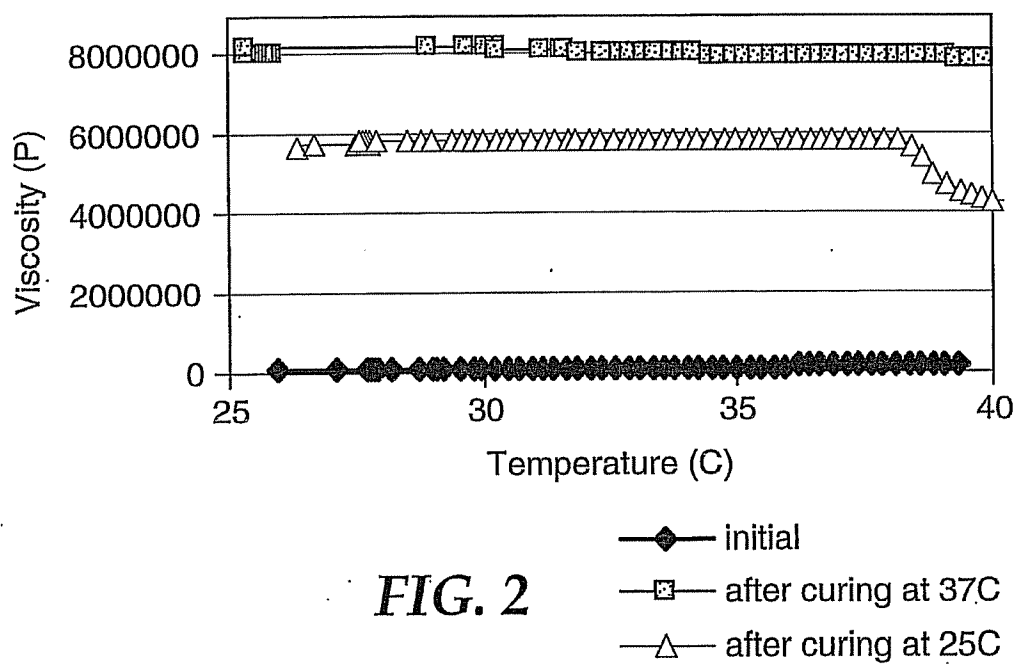 8000000
6000000
4000000
2000000
0
Viscosity (P)
25 30 35 40
Temperature (C)
initial
after curing at 37C
after curing at 25C
FIG. 2